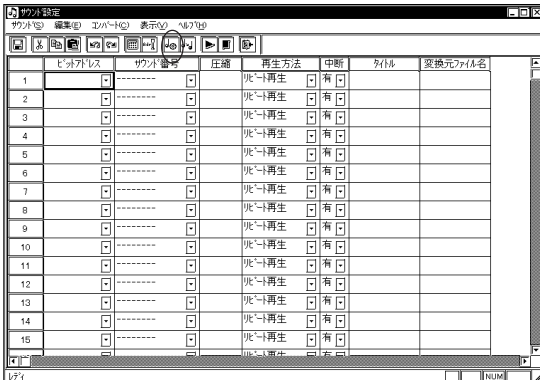 サウンド設定
サウンド(S) 編集(E) コンバート(C) 表示(V) ヘルプ(H)
ビットアドレス サウンド番号 圧縮 再生方法 中断 タイトル 変換元ファイル名
1 -------- リピート再生 有
2 -------- リピート再生 有
3 -------- リピート再生 有
4 -------- リピート再生 有
5 -------- リピート再生 有
6 -------- リピート再生 有
7 -------- リピート再生 有
8 -------- リピート再生 有
9 -------- リピート再生 有
10 -------- リピート再生 有
11 -------- リピート再生 有
12 -------- リピート再生 有
13 -------- リピート再生 有
14 -------- リピート再生 有
15 -------- リピート再生 有
レディ NUM